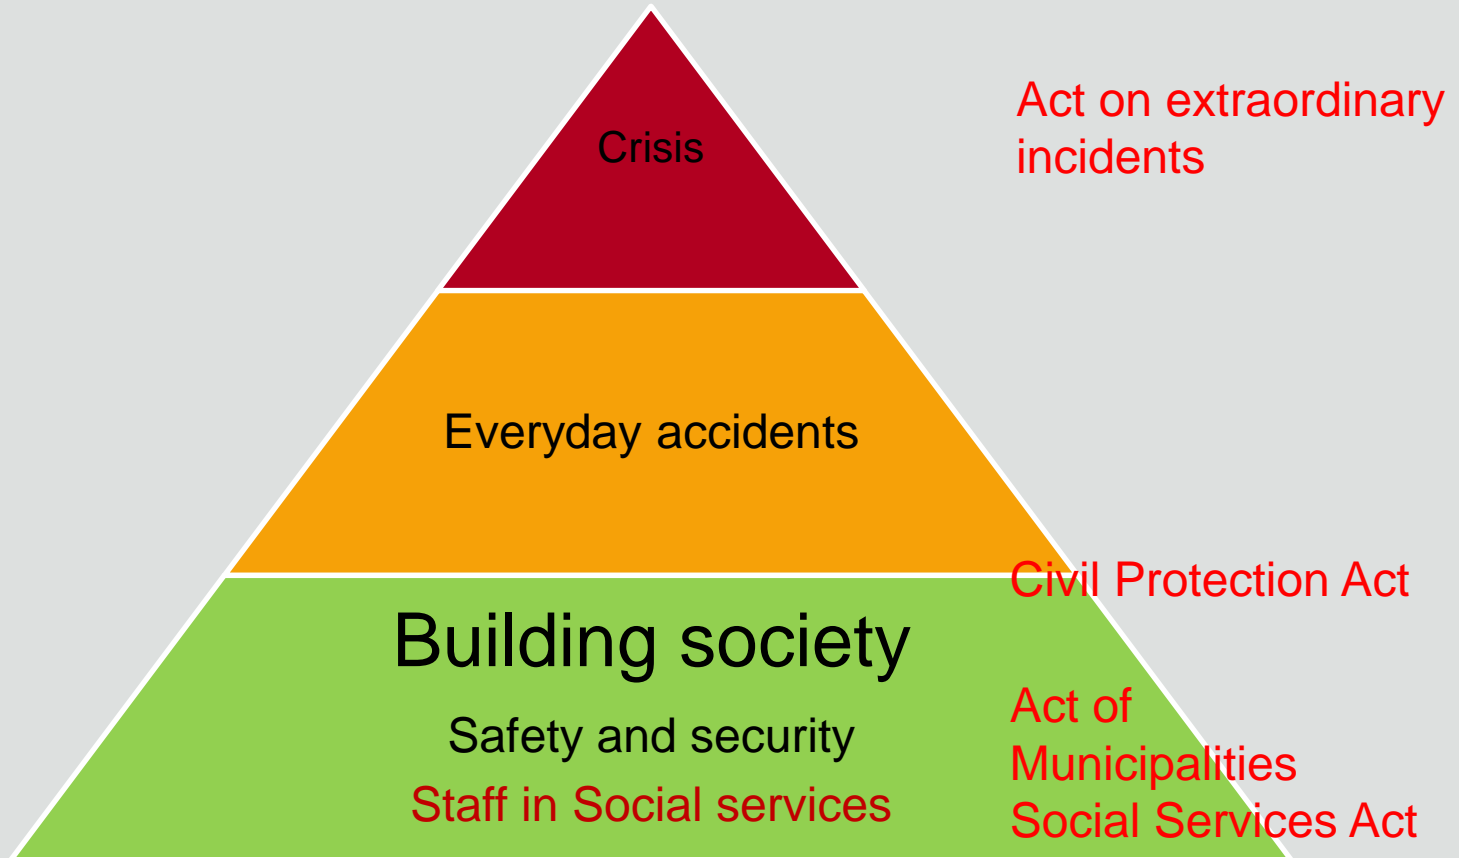 Crisis
Act on extraordinary
incidents
Everyday accidents
Civil Protection Act
Building society
Safety and security
Staff in Social services
Act of
Municipalities
Social Services Act